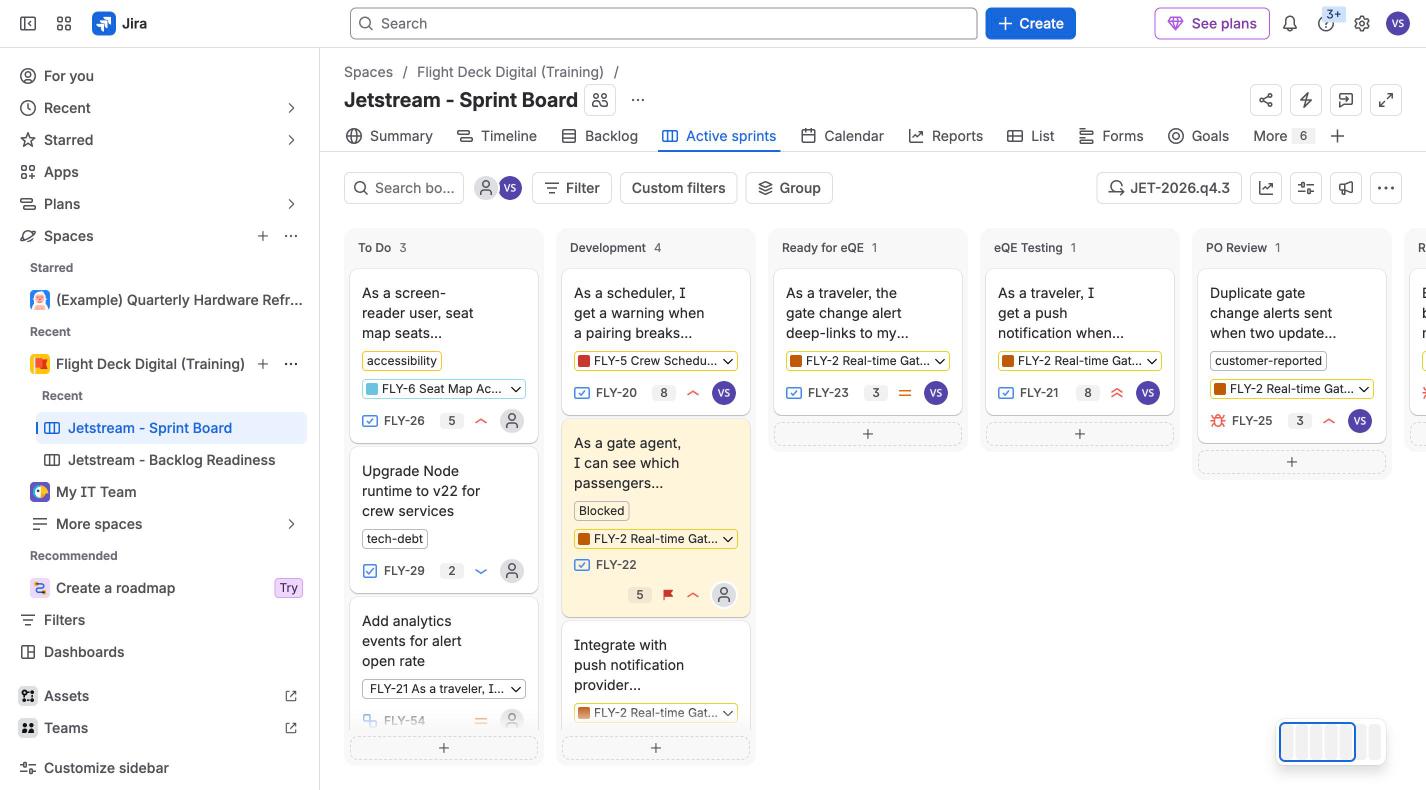 Jira
Search
Create
See plans
3+
VS
For you
Recent
Starred
Apps
Plans
Spaces
Starred
(Example) Quarterly Hardware Refr...
Recent
Flight Deck Digital (Training)
Recent
Jetstream - Sprint Board
Jetstream - Backlog Readiness
My IT Team
More spaces
Recommended
Create a roadmap
Try
Filters
Dashboards
Assets
Teams
Customize sidebar
Spaces / Flight Deck Digital (Training) /
Jetstream - Sprint Board
Summary
Timeline
Backlog
Active sprints
Calendar
Reports
List
Forms
Goals
More 6
Search bo...
VS
Filter
Custom filters
Group
JET-2026.q4.3
To Do 3
As a screen-
reader user, seat
map seats...
accessibility
FLY-6 Seat Map Ac...
FLY-26 5
Upgrade Node
runtime to v22 for
crew services
tech-debt
FLY-29 2
Add analytics
events for alert
open rate
FLY-21 As a traveler, I...
FLY-54
Development 4
As a scheduler, I
get a warning when
a pairing breaks...
FLY-5 Crew Schedu...
FLY-20 8 VS
As a gate agent,
I can see which
passengers...
Blocked
FLY-2 Real-time Gat...
FLY-22
5
Integrate with
push notification
provider...
FLY-2 Real-time Gat...
Ready for eQE 1
As a traveler, the
gate change alert
deep-links to my...
FLY-2 Real-time Gat...
FLY-23 3 VS
eQE Testing 1
As a traveler, I
get a push
notification when...
FLY-2 Real-time Gat...
FLY-21 8 VS
PO Review 1
Duplicate gate
change alerts sent
when two update...
customer-reported
FLY-2 Real-time Gat...
FLY-25 3 VS